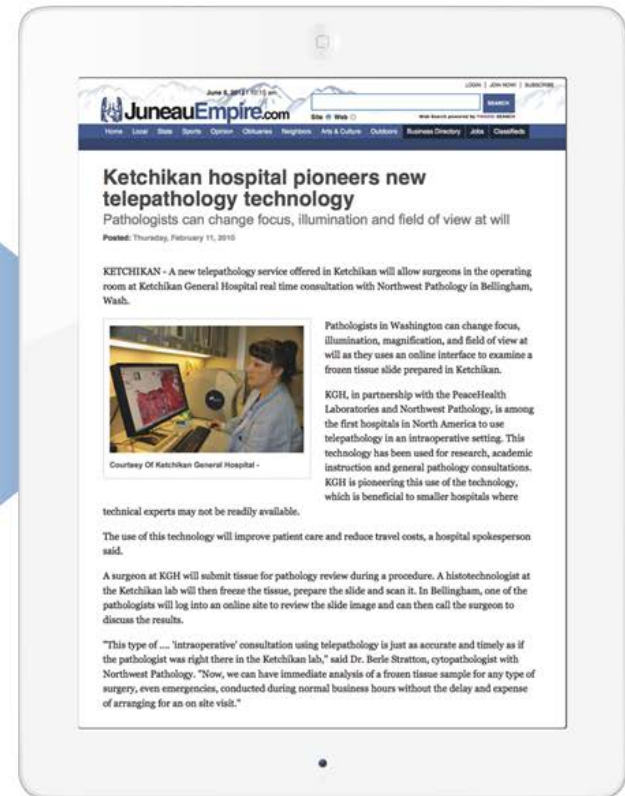 LOGIN | JOIN NOW! | SUBSCRIBE
June 8, 2012 | 10:15 am
JuneauEmpire.com
SEARCH
Site Web
Web Search powered by YAHOO! SEARCH
Home Local State Sports Opinion Obituaries Neighbors Arts & Culture Outdoors Business Directory Jobs Classifieds
Ketchikan hospital pioneers new
telepathology technology
Pathologists can change focus, illumination and field of view at will
Posted: Thursday, February 11, 2010
KETCHIKAN - A new telepathology service offered in Ketchikan will allow surgeons in the operating
room at Ketchikan General Hospital real time consultation with Northwest Pathology in Bellingham,
Wash.
Pathologists in Washington can change focus,
illumination, magnification, and field of view at
will as they uses an online interface to examine a
frozen tissue slide prepared in Ketchikan.
KGH, in partnership with the PeaceHealth
Laboratories and Northwest Pathology, is among
the first hospitals in North America to use
telepathology in an intraoperative setting. This
technology has been used for research, academic
instruction and general pathology consultations.
KGH is pioneering this use of the technology,
which is beneficial to smaller hospitals where
Courtesy Of Ketchikan General Hospital -
technical experts may not be readily available.
The use of this technology will improve patient care and reduce travel costs, a hospital spokesperson
said.
A surgeon at KGH will submit tissue for pathology review during a procedure. A histotechnologist at
the Ketchikan lab will then freeze the tissue, prepare the slide and scan it. In Bellingham, one of the
pathologists will log into an online site to review the slide image and can then call the surgeon to
discuss the results.
"This type of .... 'intraoperative' consultation using telepathology is just as accurate and timely as if
the pathologist was right there in the Ketchikan lab," said Dr. Berle Stratton, cytopathologist with
Northwest Pathology. "Now, we can have immediate analysis of a frozen tissue sample for any type of
surgery, even emergencies, conducted during normal business hours without the delay and expense
of arranging for an on site visit."